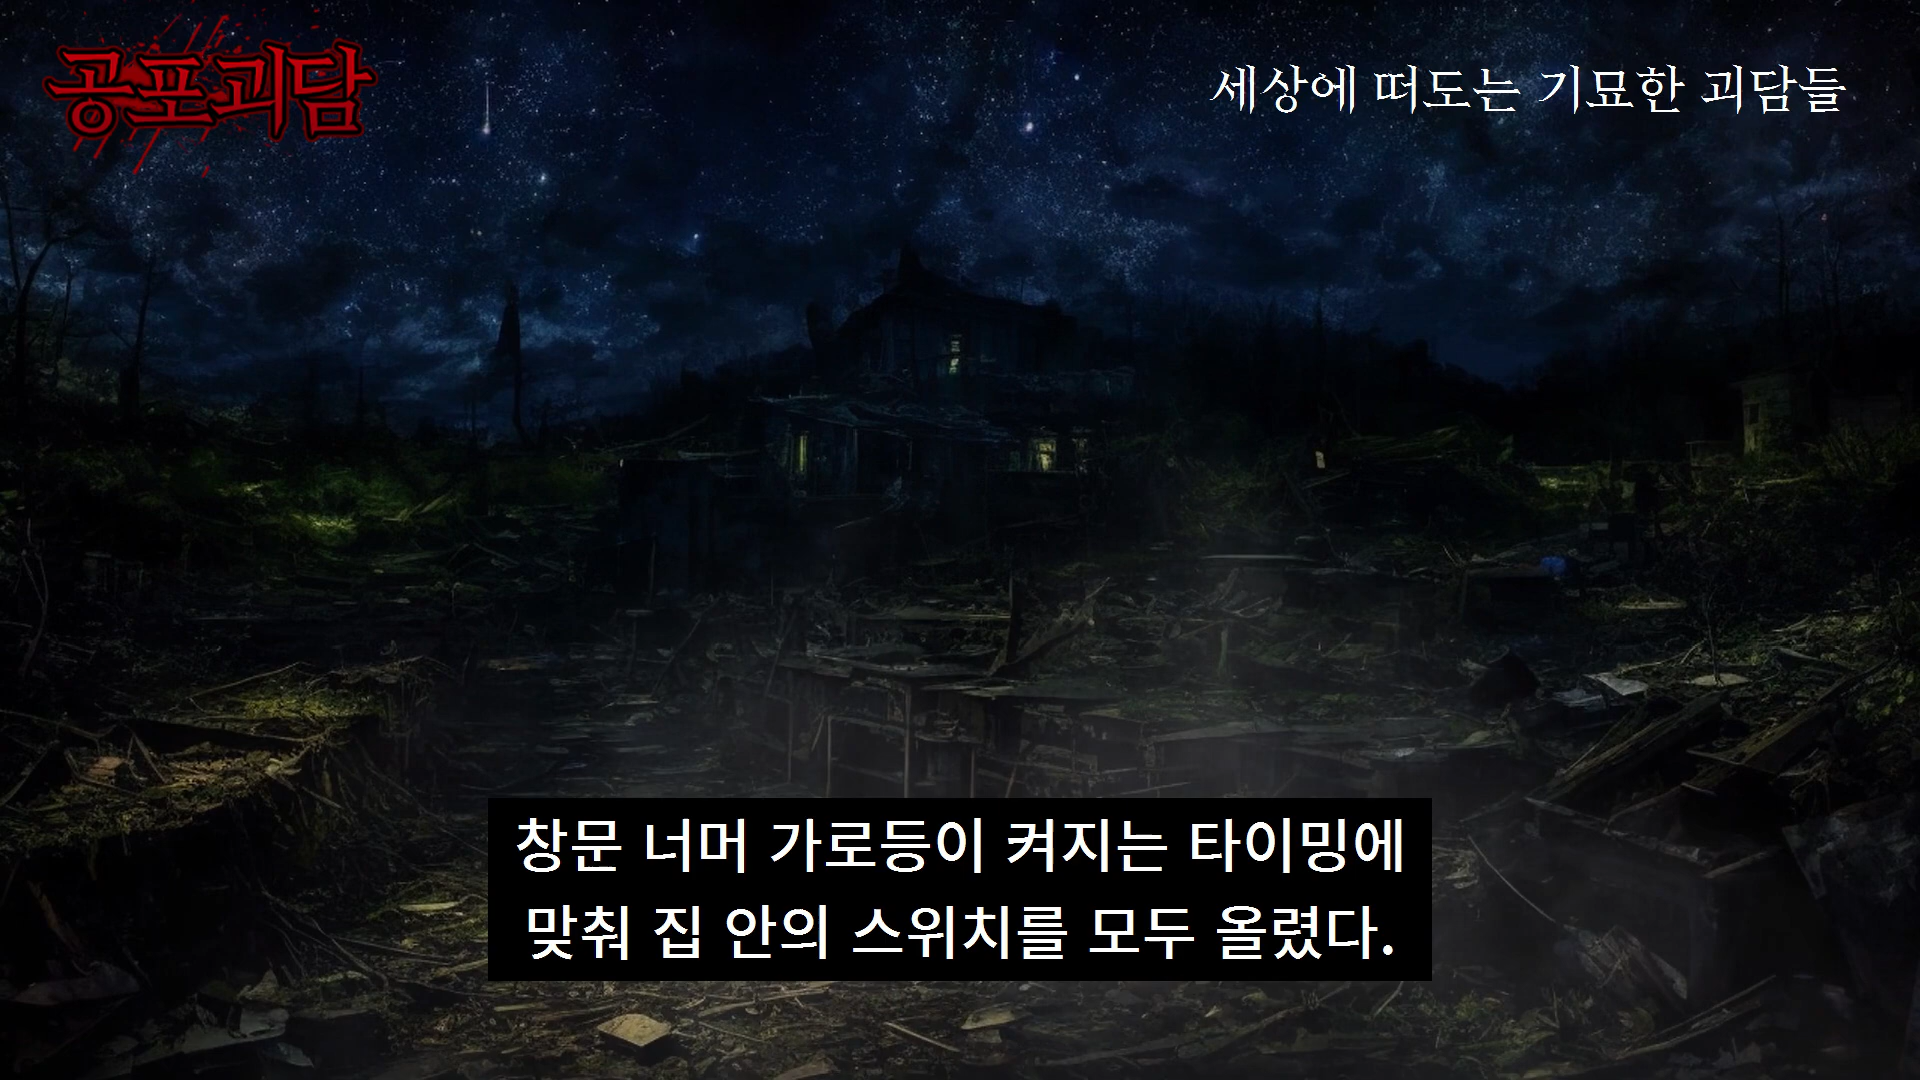 공포괴담
세상에 떠도는 기묘한 괴담들
창문 너머 가로등이 켜지는 타이밍에
맞춰 집 안의 스위치를 모두 올렸다.